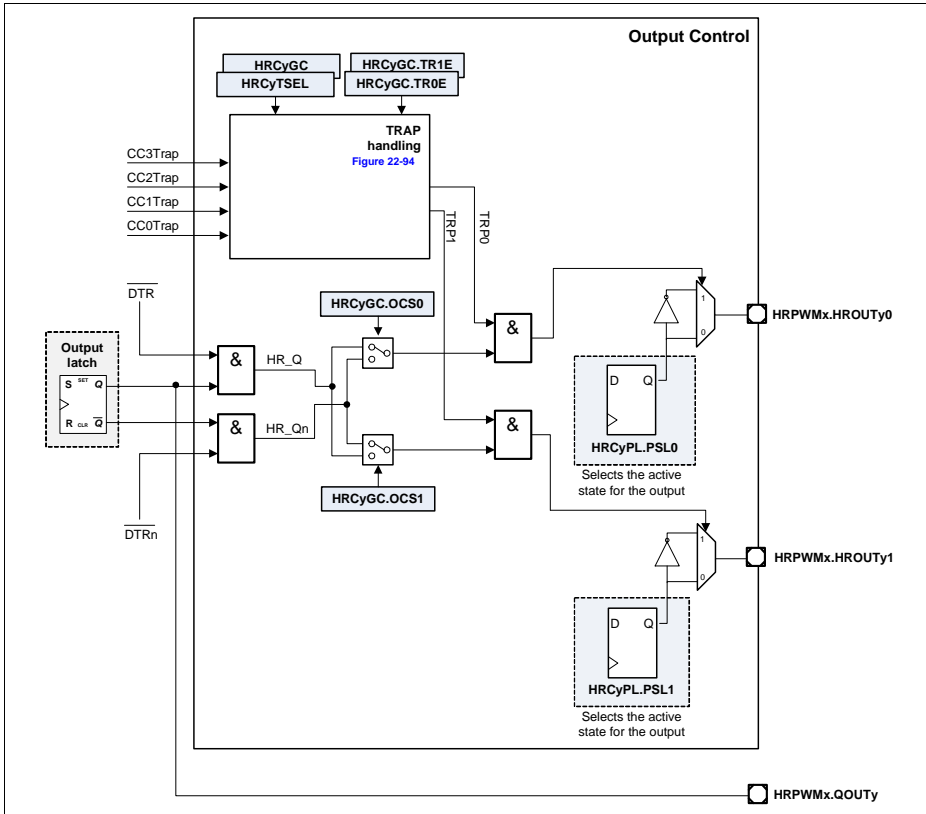 Output Control
HRCyGC
HRCyTSEL
HRCyGC.TR1E
HRCyGC.TR0E
TRAP
handling
Figure 22-94
CC3Trap
CC2Trap
CC1Trap
CC0Trap
TRP0
TRP1
DTR
HRCyGC.OCS0
&
1
0
HRPWMx.HROUTy0
Output
latch
S SET Q
R CLR Q
&
HR_Q
D Q
HRCyPL.PSL0
Selects the active
state for the output
&
HR_Qn
&
HRCyGC.OCS1
DTRn
1
0
HRPWMx.HROUTy1
D Q
HRCyPL.PSL1
Selects the active
state for the output
HRPWMx.QOUTy